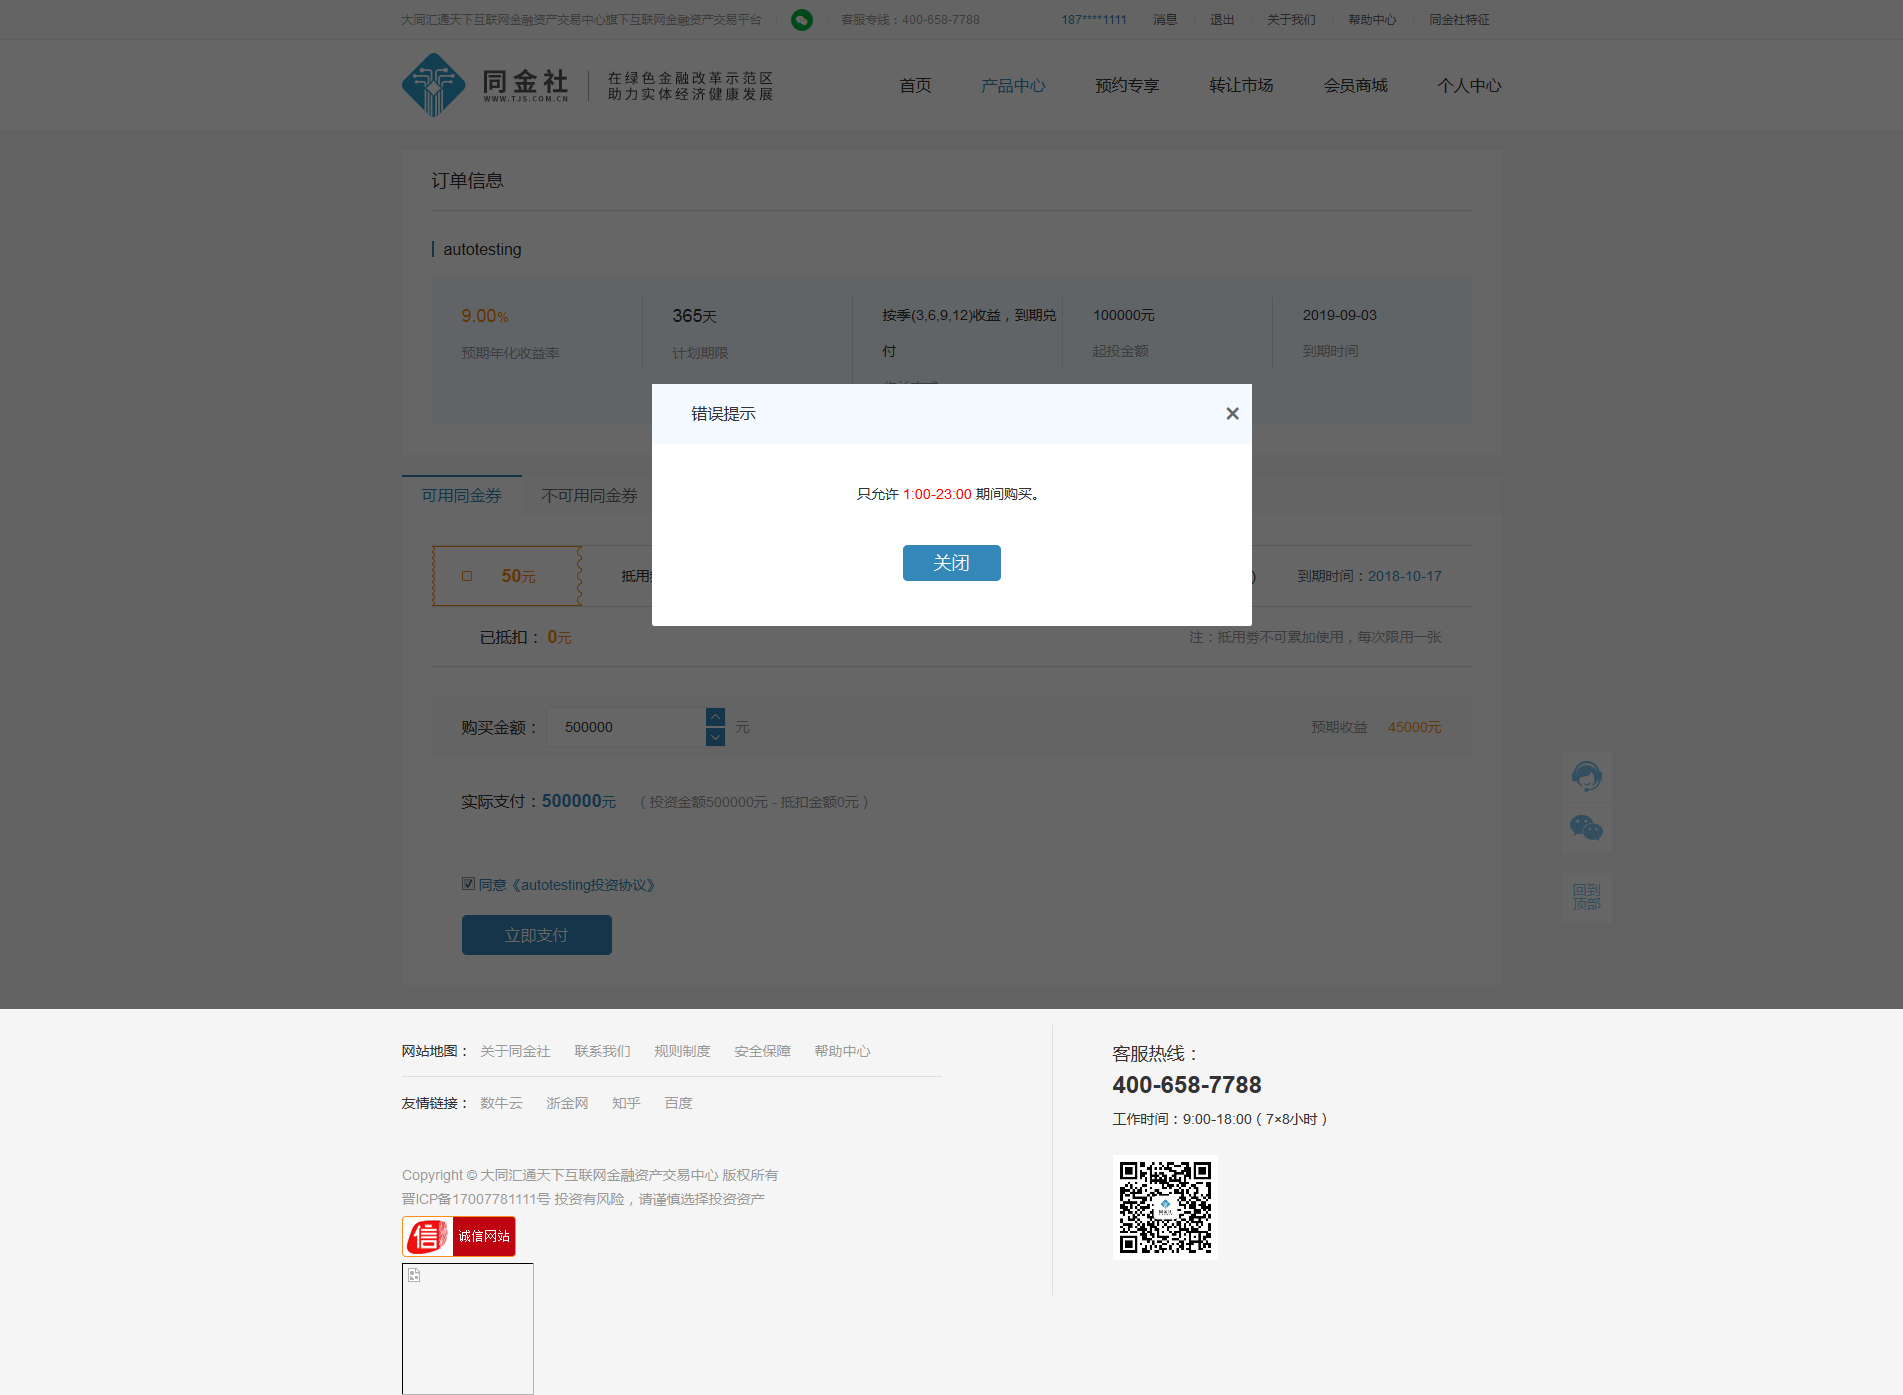 大同汇通天下互联网金融资产交易中心旗下互联网金融资产交易平台 客服专线：400-658-7788 187****1111 消息 退出 关于我们 帮助中心 同金社特征
同金社 WWW.TJS.COM.CN
在绿色金融改革示范区
助力实体经济健康发展
首页 产品中心 预约专享 转让市场 会员商城 个人中心
订单信息
autotesting
9.00% 365天 按季(3,6,9,12)收益，到期兑付 100000元 2019-09-03
预期年化收益率 计划期限 起投金额 到期时间
错误提示 ×
只允许 1:00-23:00 期间购买。
关闭
可用同金券 不可用同金券
50元 抵用 ) 到期时间：2018-10-17
已抵扣： 0元 注：抵用劵不可累加使用，每次限用一张
购买金额： 500000 元 预期收益 45000元
实际支付：500000元 （ 投资金额500000元 - 抵扣金额0元 ）
同意《autotesting投资协议》
立即支付
回到
顶部
网站地图： 关于同金社 联系我们 规则制度 安全保障 帮助中心
友情链接： 数牛云 浙金网 知乎 百度
Copyright © 大同汇通天下互联网金融资产交易中心 版权所有
晋ICP备17007781111号 投资有风险，请谨慎选择投资资产
信 诚信网站
客服热线：
400-658-7788
工作时间：9:00-18:00 ( 7×8小时 )